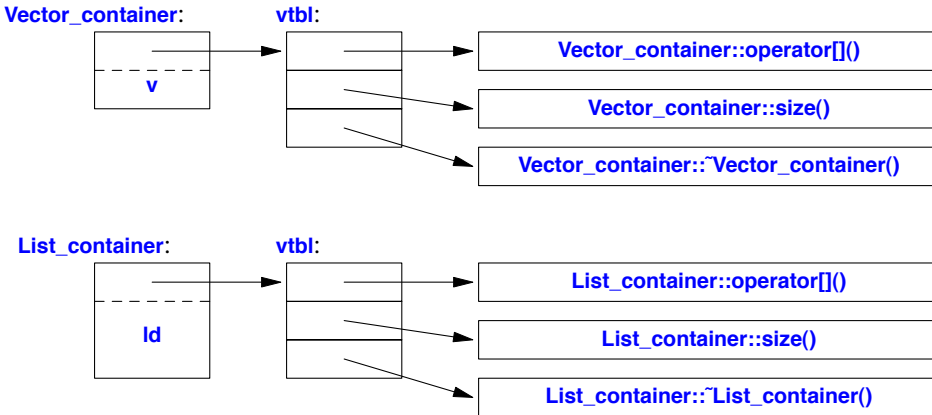 Vector_container: vtbl:
Vector_container::operator[]()
v
Vector_container::size()
Vector_container::˜Vector_container()
List_container: vtbl:
List_container::operator[]()
ld
List_container::size()
List_container::˜List_container()